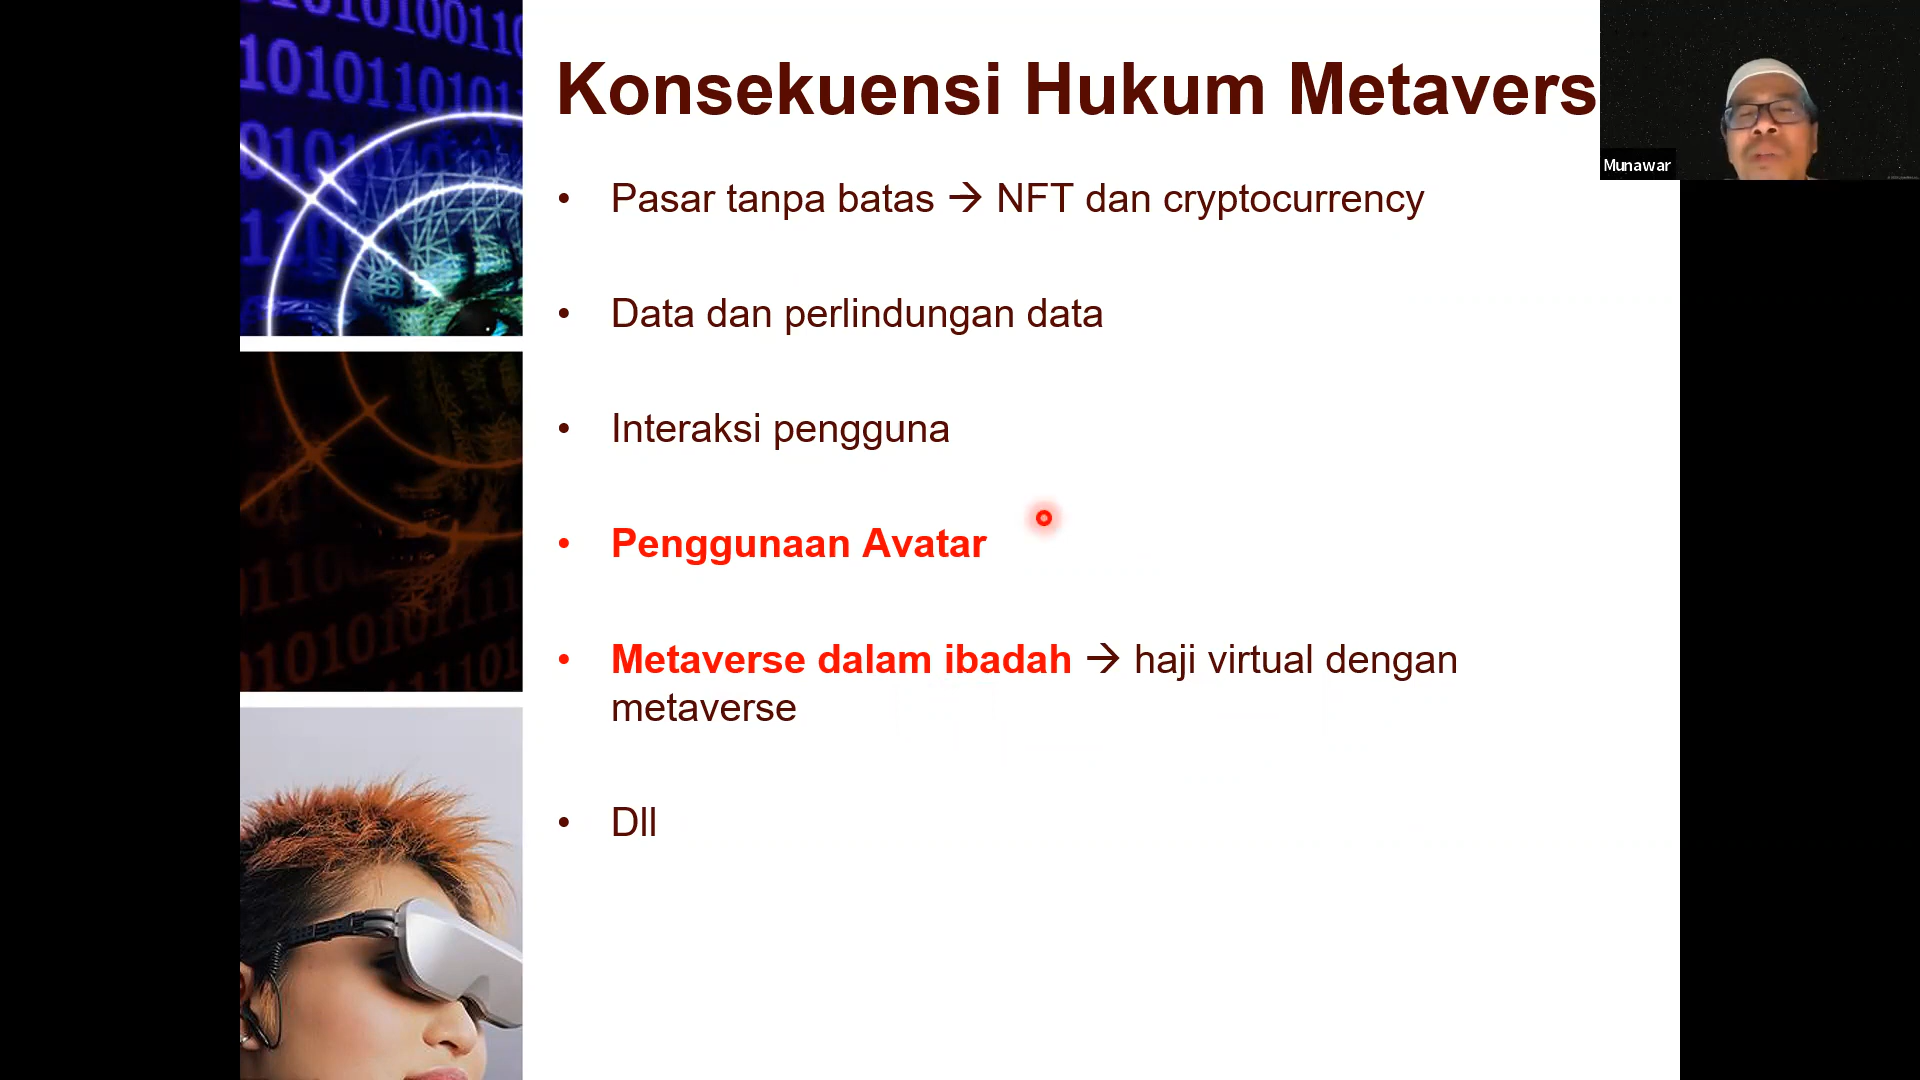 Konsekuensi Hukum Metavers
Munawar
• Pasar tanpa batas → NFT dan cryptocurrency
• Data dan perlindungan data
• Interaksi pengguna
• Penggunaan Avatar
• Metaverse dalam ibadah → haji virtual dengan
metaverse
• Dll